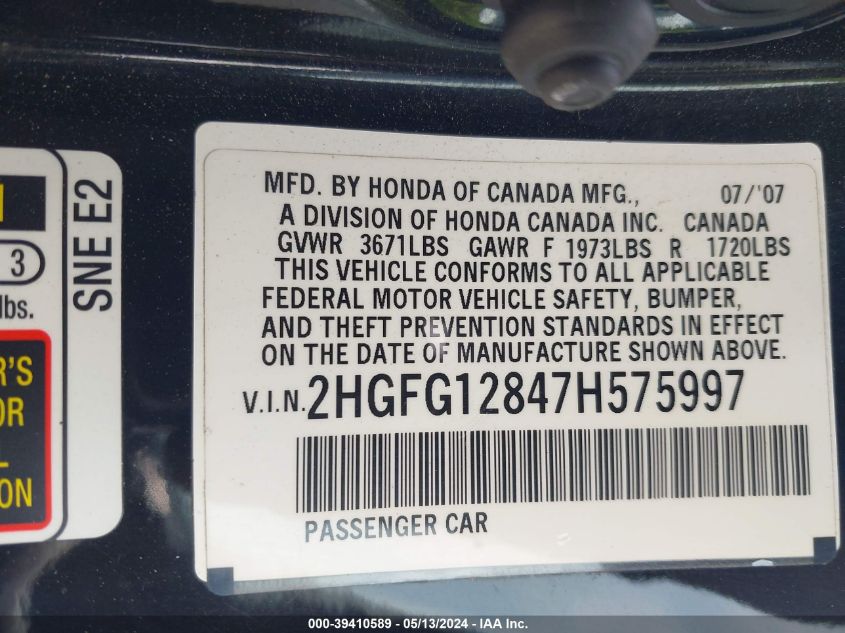 MFD. BY HONDA OF CANADA MFG., 07/'07
A DIVISION OF HONDA CANADA INC. CANADA
GVWR 3671LBS GAWR F 1973LBS R 1720LBS
THIS VEHICLE CONFORMS TO ALL APPLICABLE
FEDERAL MOTOR VEHICLE SAFETY, BUMPER,
AND THEFT PREVENTION STANDARDS IN EFFECT
ON THE DATE OF MANUFACTURE SHOWN ABOVE.
V.I.N. 2HGFG12847H575997
PASSENGER CAR
SNE E2
3
lbs.
R'S
OR
L
ON
000-39410589 - 05/13/2024 - IAA Inc.